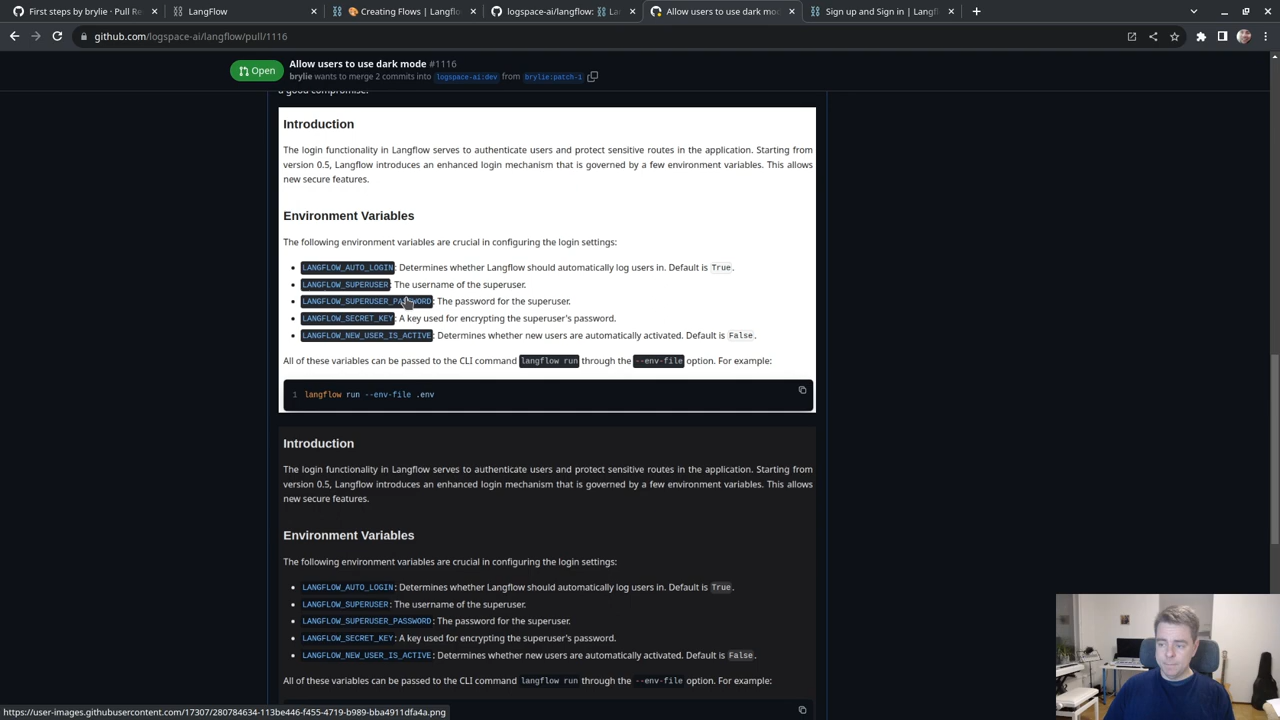 First steps by brylie · Pull Re
LangFlow
🎨 Creating Flows | Langflo
logspace-ai/langflow: ⛓️ Lan
Allow users to use dark mod
Sign up and Sign in | Langflo
github.com/logspace-ai/langflow/pull/1116
Open
Allow users to use dark mode #1116
brylie wants to merge 2 commits into logspace-ai:dev from brylie:patch-1
a good compromise.
Introduction
The login functionality in Langflow serves to authenticate users and protect sensitive routes in the application. Starting from
version 0.5, Langflow introduces an enhanced login mechanism that is governed by a few environment variables. This allows
new secure features.
Environment Variables
The following environment variables are crucial in configuring the login settings:
• LANGFLOW_AUTO_LOGIN: Determines whether Langflow should automatically log users in. Default is True.
• LANGFLOW_SUPERUSER: The username of the superuser.
• LANGFLOW_SUPERUSER_PASSWORD: The password for the superuser.
• LANGFLOW_SECRET_KEY: A key used for encrypting the superuser's password.
• LANGFLOW_NEW_USER_IS_ACTIVE: Determines whether new users are automatically activated. Default is False.
All of these variables can be passed to the CLI command langflow run through the --env-file option. For example:
1 langflow run --env-file .env
Introduction
The login functionality in Langflow serves to authenticate users and protect sensitive routes in the application. Starting from
version 0.5, Langflow introduces an enhanced login mechanism that is governed by a few environment variables. This allows
new secure features.
Environment Variables
The following environment variables are crucial in configuring the login settings:
• LANGFLOW_AUTO_LOGIN: Determines whether Langflow should automatically log users in. Default is True.
• LANGFLOW_SUPERUSER: The username of the superuser.
• LANGFLOW_SUPERUSER_PASSWORD: The password for the superuser.
• LANGFLOW_SECRET_KEY: A key used for encrypting the superuser's password.
• LANGFLOW_NEW_USER_IS_ACTIVE: Determines whether new users are automatically activated. Default is False.
All of these variables can be passed to the CLI command langflow run through the --env-file option. For example:
https://user-images.githubusercontent.com/17307/280784634-113be446-f455-4719-b989-bba4911dfa4a.png